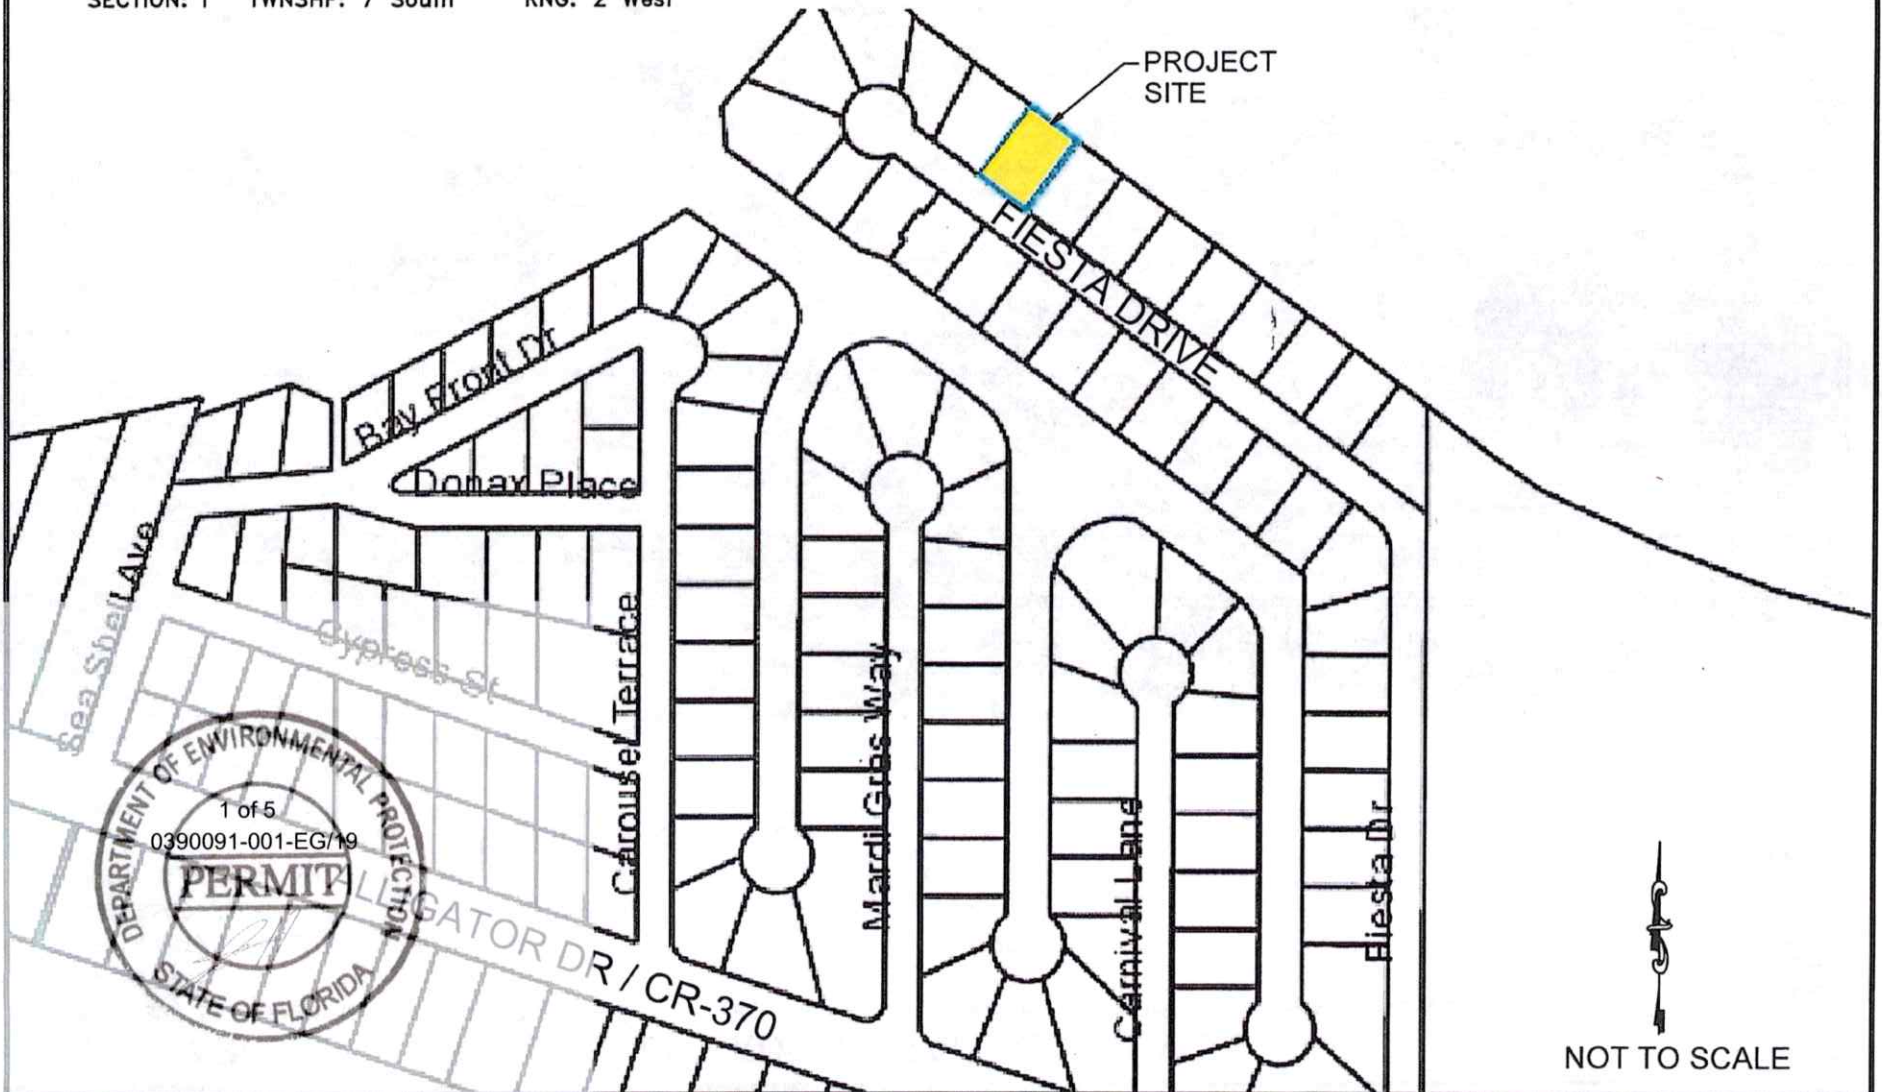 SECTION: 1 TWNSHP: 7 South RNG: 2 West
PROJECT
SITE
FIESTA DRIVE
Bay Front Dr
Donax Place
Sea Shell Ave
Cypress St
Carousel Terrace
Mardi Gras Way
Carnival Lane
Fiesta Dr
DEPARTMENT OF ENVIRONMENTAL PROTECTION
1 of 5
0390091-001-EG/19
PERMIT
STATE OF FLORIDA
ALLIGATOR DR / CR-370
NOT TO SCALE